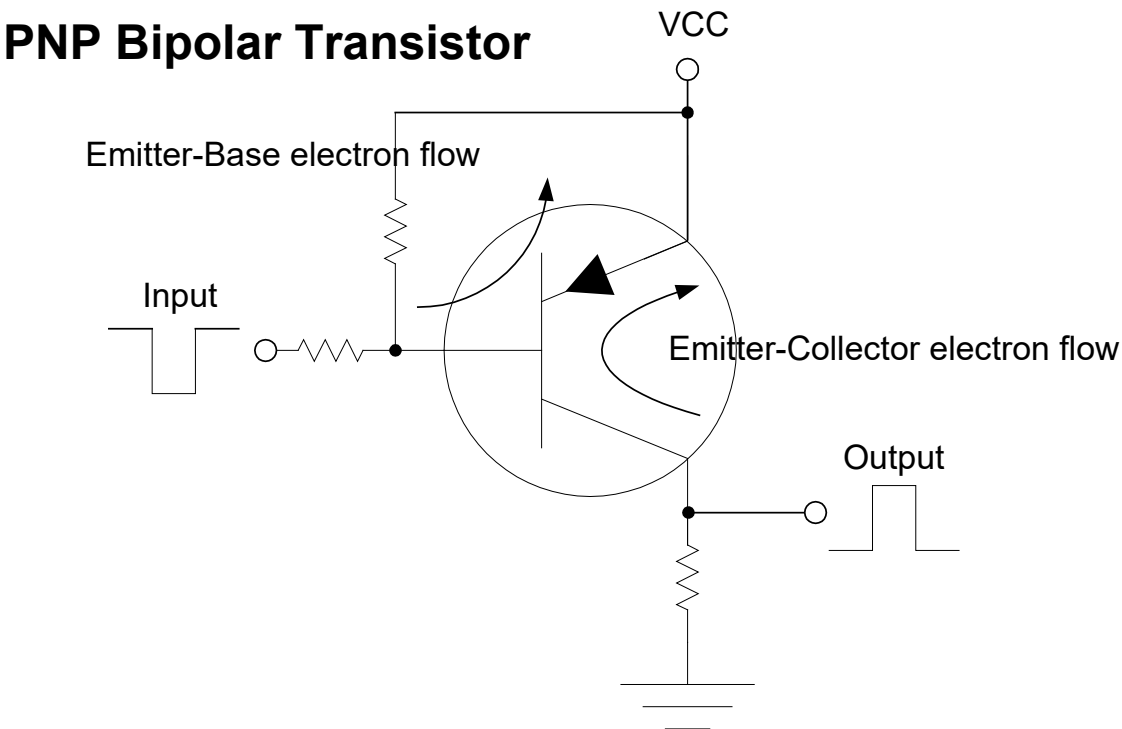 PNP Bipolar Transistor
VCC
Emitter-Base electron flow
Input
Emitter-Collector electron flow
Output